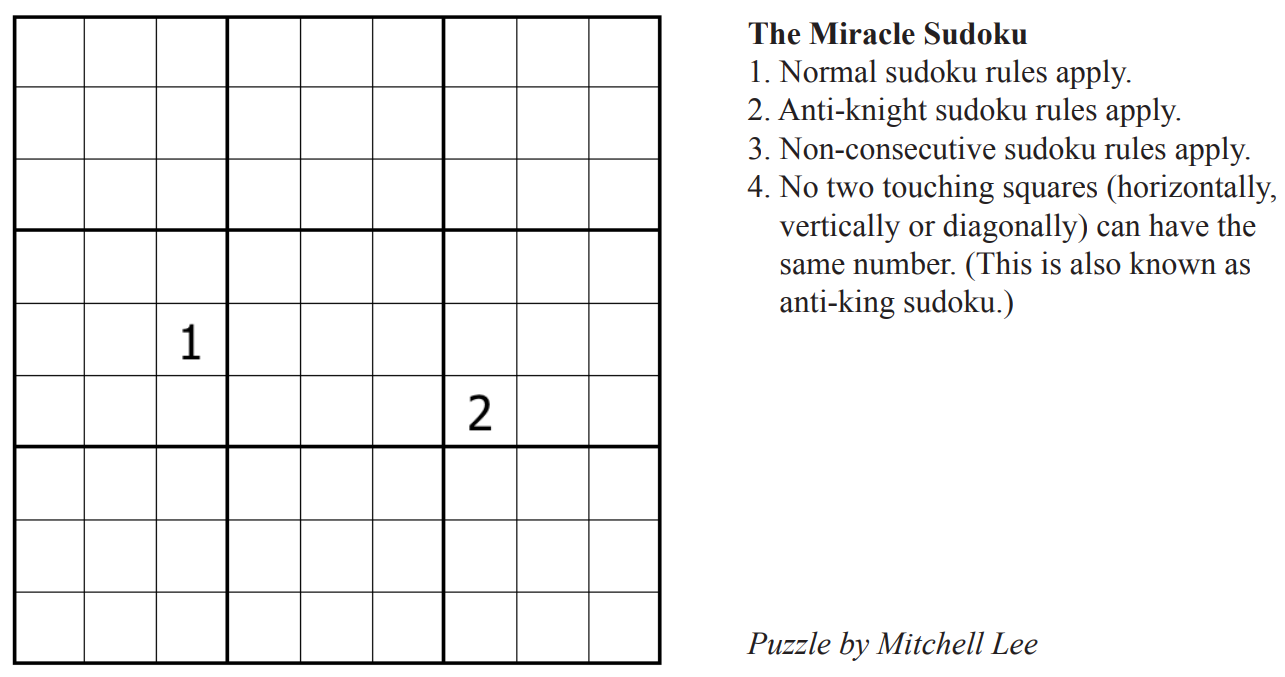 The Miracle Sudoku
1. Normal sudoku rules apply.
2. Anti-knight sudoku rules apply.
3. Non-consecutive sudoku rules apply.
4. No two touching squares (horizontally,
vertically or diagonally) can have the
same number. (This is also known as
anti-king sudoku.)
1
2
Puzzle by Mitchell Lee